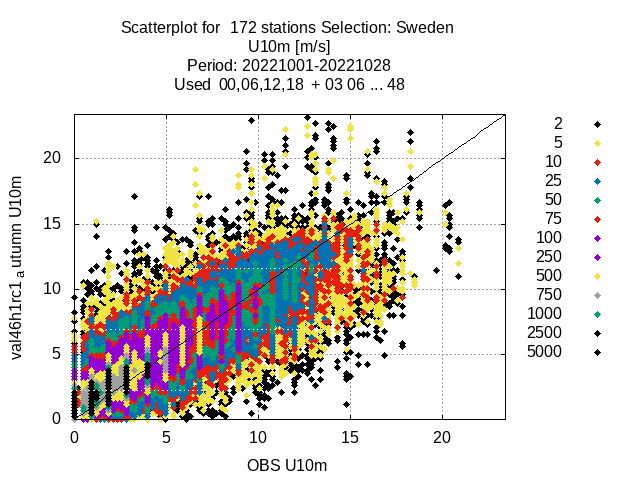 Scatterplot for 172 stations Selection: Sweden
U10m [m/s]
Period: 20221001-20221028
Used 00,06,12,18 + 03 06 ... 48
val46h1rc1 a utumn U10m
20
15
10
5
0
0 5 10 15 20
OBS U10m
2
5
10
25
50
75
100
250
500
750
1000
2500
5000